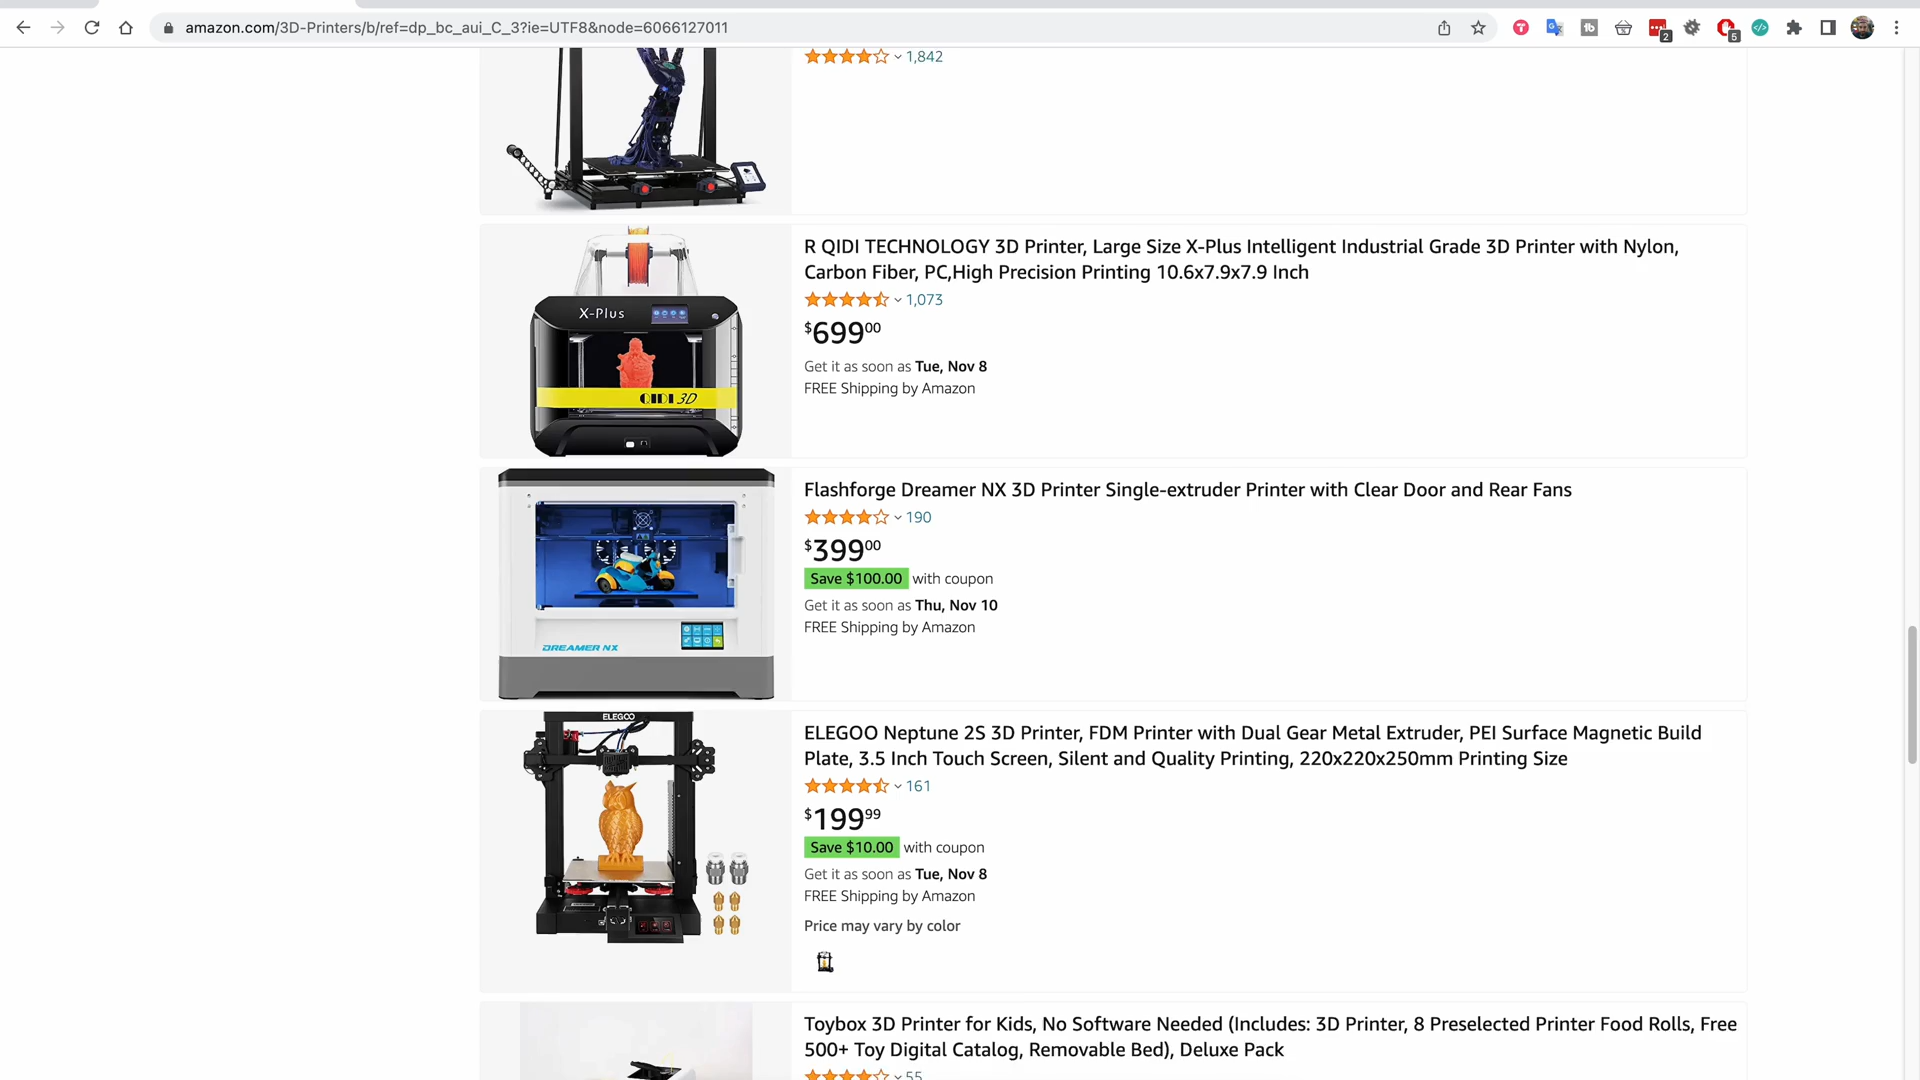 amazon.com/3D-Printers/b/ref=dp_bc_aui_C_3?ie=UTF8&node=6066127011
2
5
1,842
R QIDI TECHNOLOGY 3D Printer, Large Size X-Plus Intelligent Industrial Grade 3D Printer with Nylon,
Carbon Fiber, PC,High Precision Printing 10.6x7.9x7.9 Inch
1,073
$69900
Get it as soon as Tue, Nov 8
FREE Shipping by Amazon
X-Plus
QIDI 3D
Flashforge Dreamer NX 3D Printer Single-extruder Printer with Clear Door and Rear Fans
190
$39900
Save $100.00 with coupon
Get it as soon as Thu, Nov 10
FREE Shipping by Amazon
DREAMER NX
ELEGOO
ELEGOO Neptune 2S 3D Printer, FDM Printer with Dual Gear Metal Extruder, PEI Surface Magnetic Build
Plate, 3.5 Inch Touch Screen, Silent and Quality Printing, 220x220x250mm Printing Size
161
$19999
Save $10.00 with coupon
Get it as soon as Tue, Nov 8
FREE Shipping by Amazon
Price may vary by color
Toybox 3D Printer for Kids, No Software Needed (Includes: 3D Printer, 8 Preselected Printer Food Rolls, Free
500+ Toy Digital Catalog, Removable Bed), Deluxe Pack
55